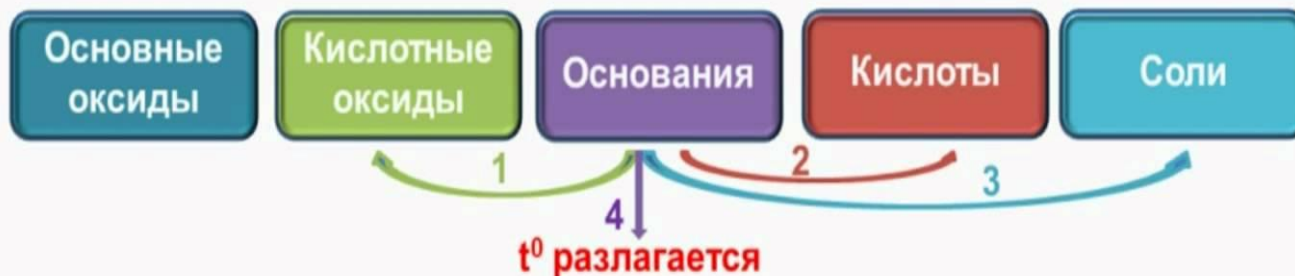 Основные
оксиды
Кислотные
оксиды
Основания
Кислоты
Соли
1
2
3
4
t⁰ разлагается